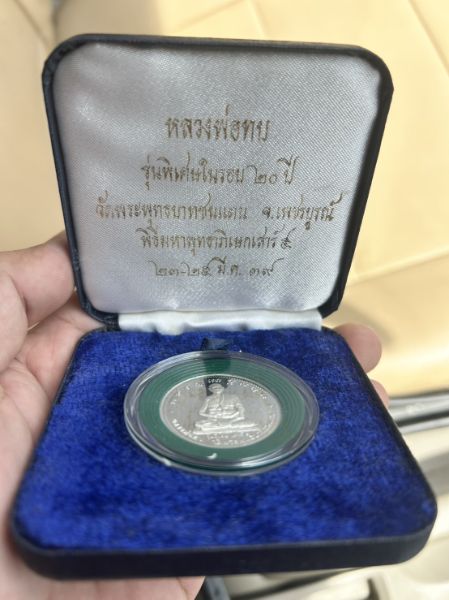 หลวงพ่อทบ
รุ่นพิเศษในรอบ ๒๐ ปี
วัดพระพุทธบาทชนแดน จ.เพชรบูรณ์
พิธีมหาพุทธาภิเษกเสาร์ ๕
๒๓-๒๔ มี.ค. ๓๙